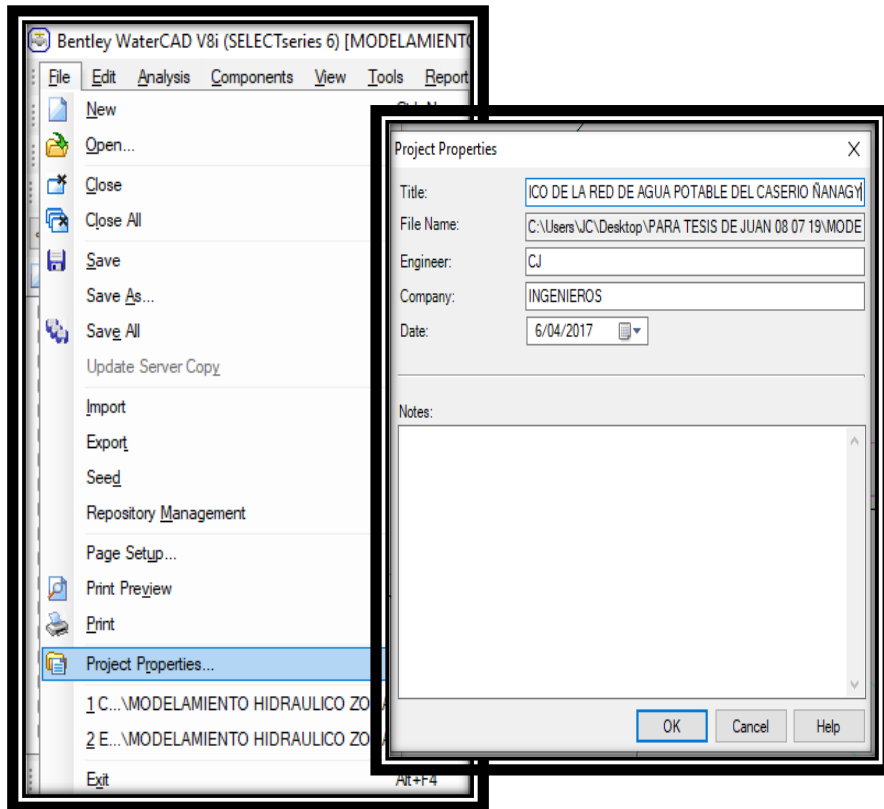 Bentley WaterCAD V8i (SELECTseries 6) [MODELAMIENTO
File Edit Analysis Components View Tools Report
New
Open...
Close
Close All
Save
Save As...
Save All
Update Server Copy
Import
Export
Seed
Repository Management
Page Setup...
Print Preview
Print
Project Properties...
1 C...\MODELAMIENTO HIDRAULICO ZO
2 E...\MODELAMIENTO HIDRAULICO ZO
Exit Alt+F4
Project Properties
Title: ICO DE LA RED DE AGUA POTABLE DEL CASERIO ÑANAGY
File Name: C:\Users\JC\Desktop\PARA TESIS DE JUAN 08 07 19\MODE
Engineer: CJ
Company: INGENIEROS
Date: 6/04/2017
Notes:
OK Cancel Help